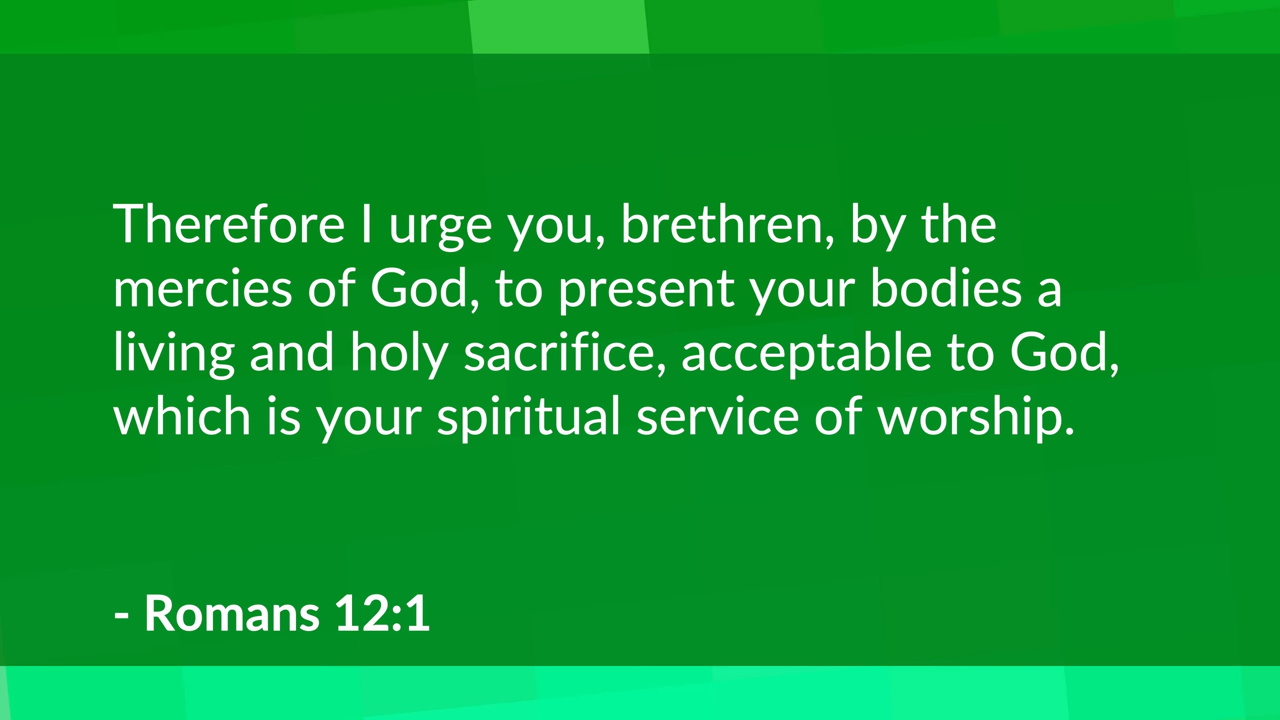 Therefore I urge you, brethren, by the
mercies of God, to present your bodies a
living and holy sacrifice, acceptable to God,
which is your spiritual service of worship.
- Romans 12:1